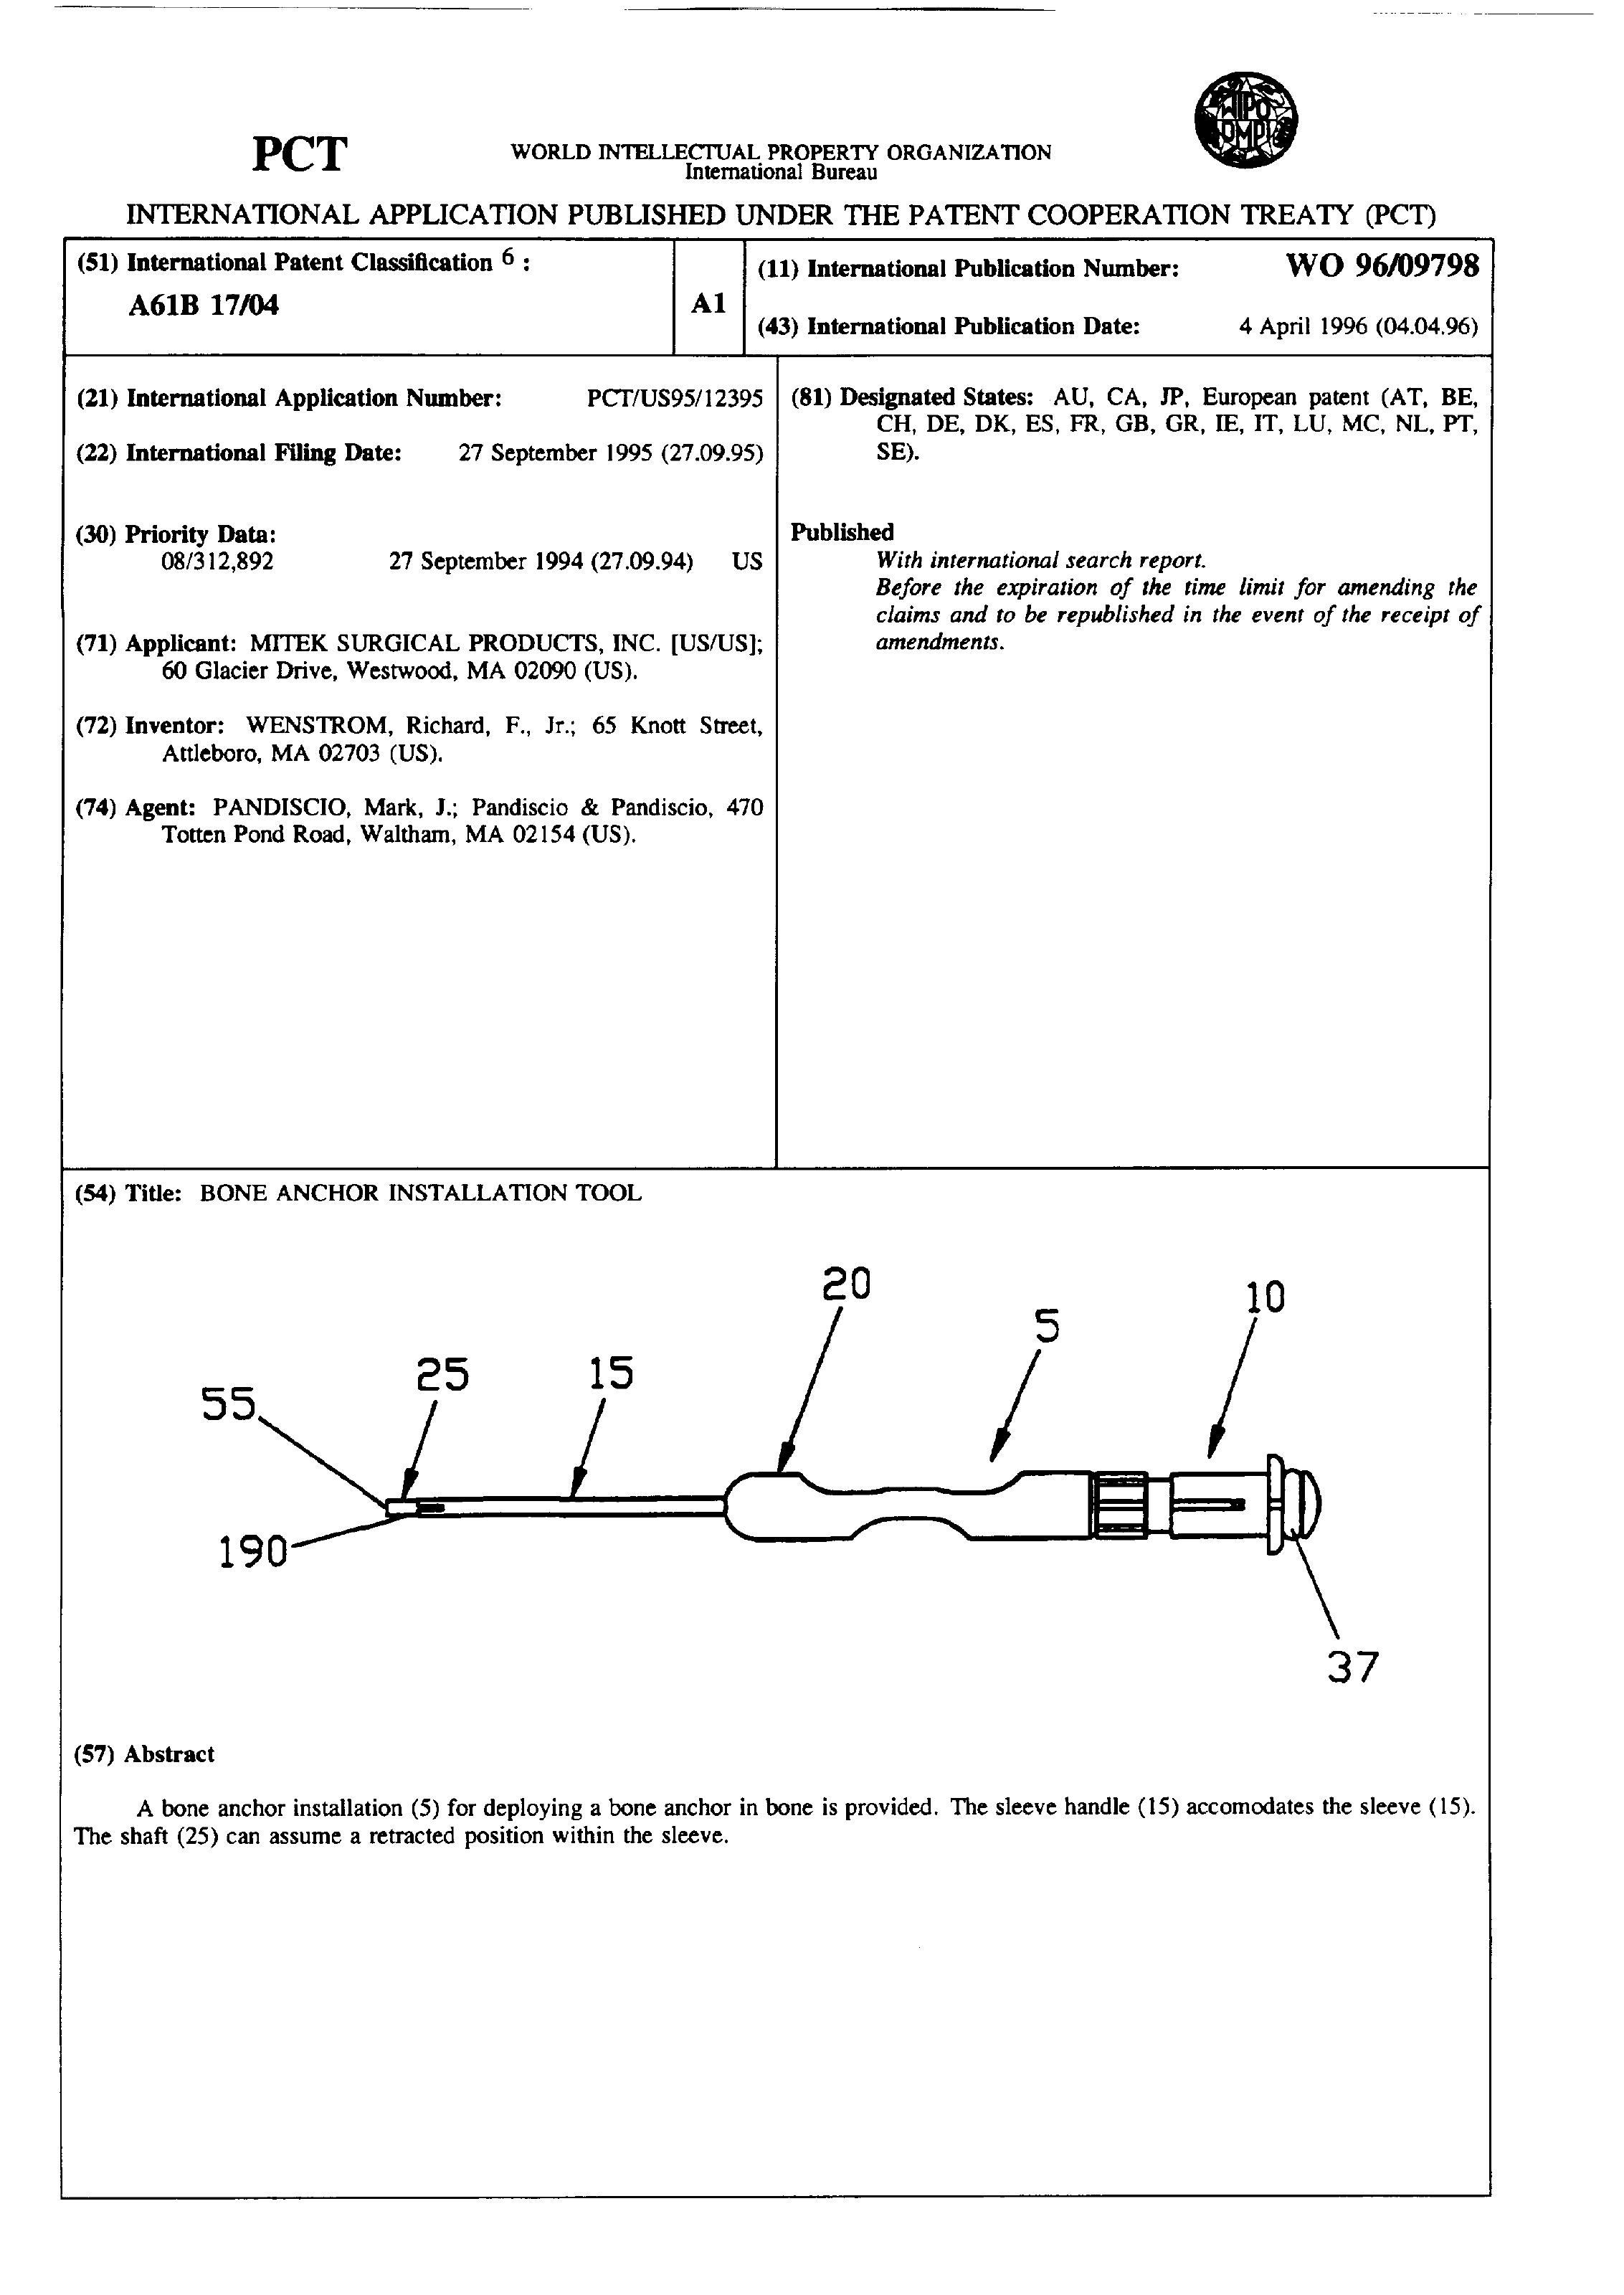 WIPO
OMPI
PCT
WORLD INTELLECTUAL PROPERTY ORGANIZATION
International Bureau
INTERNATIONAL APPLICATION PUBLISHED UNDER THE PATENT COOPERATION TREATY (PCT)
(51) International Patent Classification 6 :
A61B 17/04
A1
(11) International Publication Number: WO 96/09798
(43) International Publication Date: 4 April 1996 (04.04.96)
(21) International Application Number: PCT/US95/12395
(22) International Filing Date: 27 September 1995 (27.09.95)
(30) Priority Data:
08/312,892 27 September 1994 (27.09.94) US
(71) Applicant: MITEK SURGICAL PRODUCTS, INC. [US/US];
60 Glacier Drive, Westwood, MA 02090 (US).
(72) Inventor: WENSTROM, Richard, F., Jr.; 65 Knott Street,
Attleboro, MA 02703 (US).
(74) Agent: PANDISCIO, Mark, J.; Pandiscio & Pandiscio, 470
Totten Pond Road, Waltham, MA 02154 (US).
(81) Designated States: AU, CA, JP, European patent (AT, BE,
CH, DE, DK, ES, FR, GB, GR, IE, IT, LU, MC, NL, PT,
SE).
Published
With international search report.
Before the expiration of the time limit for amending the
claims and to be republished in the event of the receipt of
amendments.
(54) Title: BONE ANCHOR INSTALLATION TOOL
20
10
5
25
15
55
190
37
(57) Abstract
A bone anchor installation (5) for deploying a bone anchor in bone is provided. The sleeve handle (15) accomodates the sleeve (15).
The shaft (25) can assume a retracted position within the sleeve.